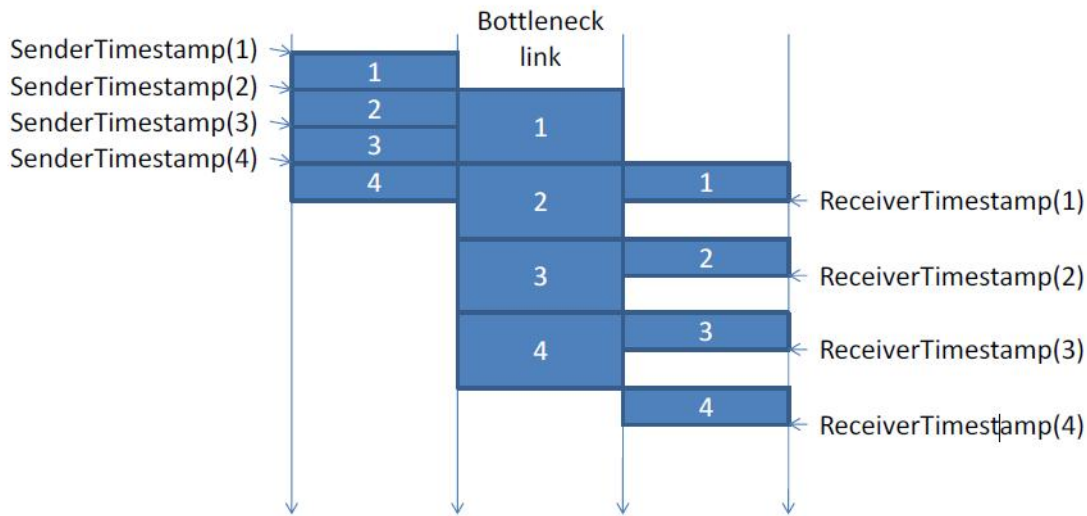 Bottleneck
link
SenderTimestamp(1)
SenderTimestamp(2)
SenderTimestamp(3)
SenderTimestamp(4)
1
2
3
4
1
2
3
4
1
2
3
4
ReceiverTimestamp(1)
ReceiverTimestamp(2)
ReceiverTimestamp(3)
ReceiverTimestamp(4)